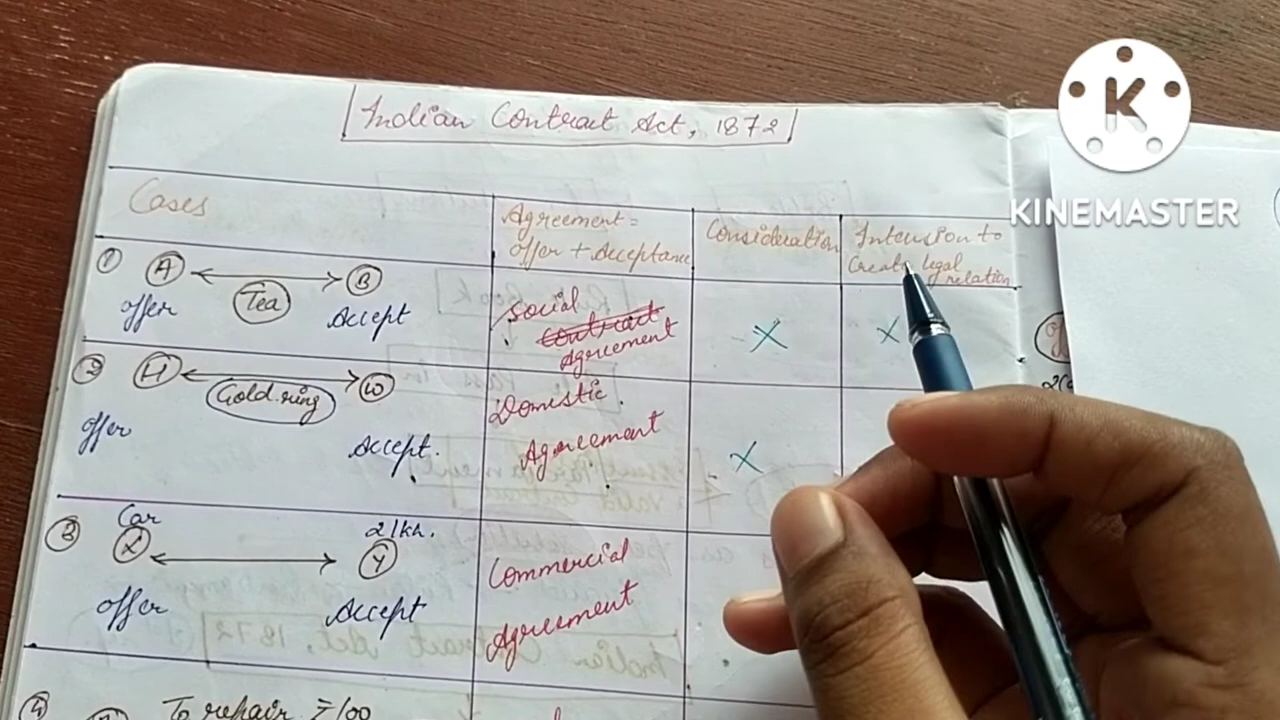 Indian Contract Act, 1872
Cases
Agreement =
offer + Acceptance
Consideration
Intension to
Create legal
relation
① A B
Tea
offer Accept
Social
Contract
Agreement
X X
② H W
Gold ring
offer
Accept.
Domestic.
Agreement
X
③ Car 2 lkh.
X Y
offer Accept
Commercial
Agreement
④ To repair ₹100
K
KINEMASTER